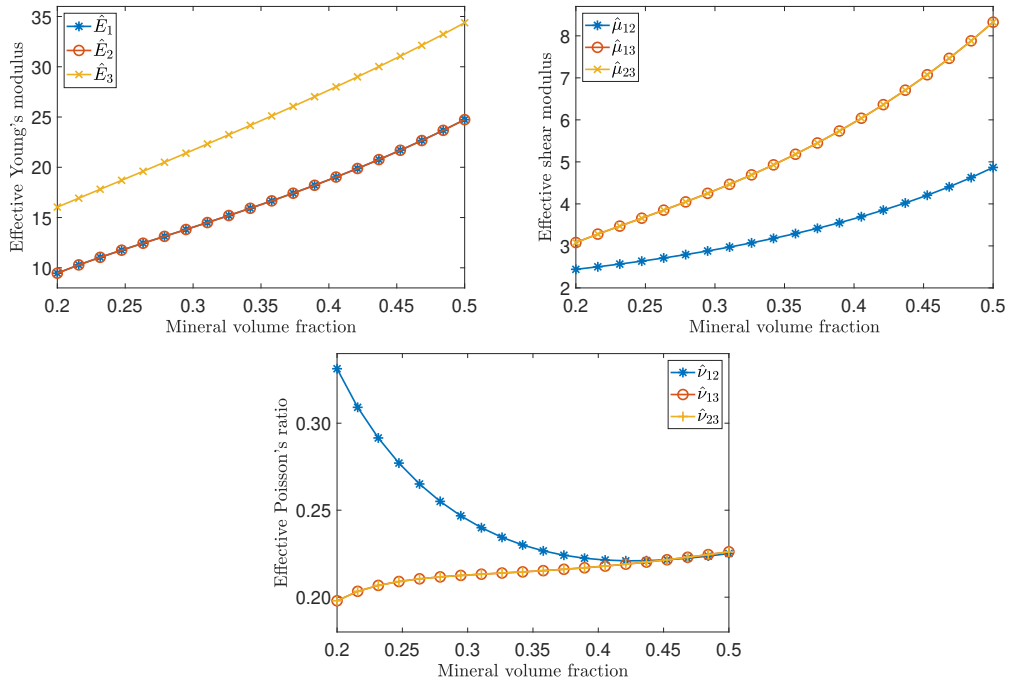 35
30
25
20
15
10
Effective Young's modulus
Ê₁
Ê₂
Ê₃
0.2 0.25 0.3 0.35 0.4 0.45 0.5
Mineral volume fraction
8
7
6
5
4
3
2
Effective shear modulus
μ̂₁₂
μ̂₁₃
μ̂₂₃
0.2 0.25 0.3 0.35 0.4 0.45 0.5
Mineral volume fraction
0.30
0.25
0.20
Effective Poisson's ratio
ν̂₁₂
ν̂₁₃
ν̂₂₃
0.2 0.25 0.3 0.35 0.4 0.45 0.5
Mineral volume fraction